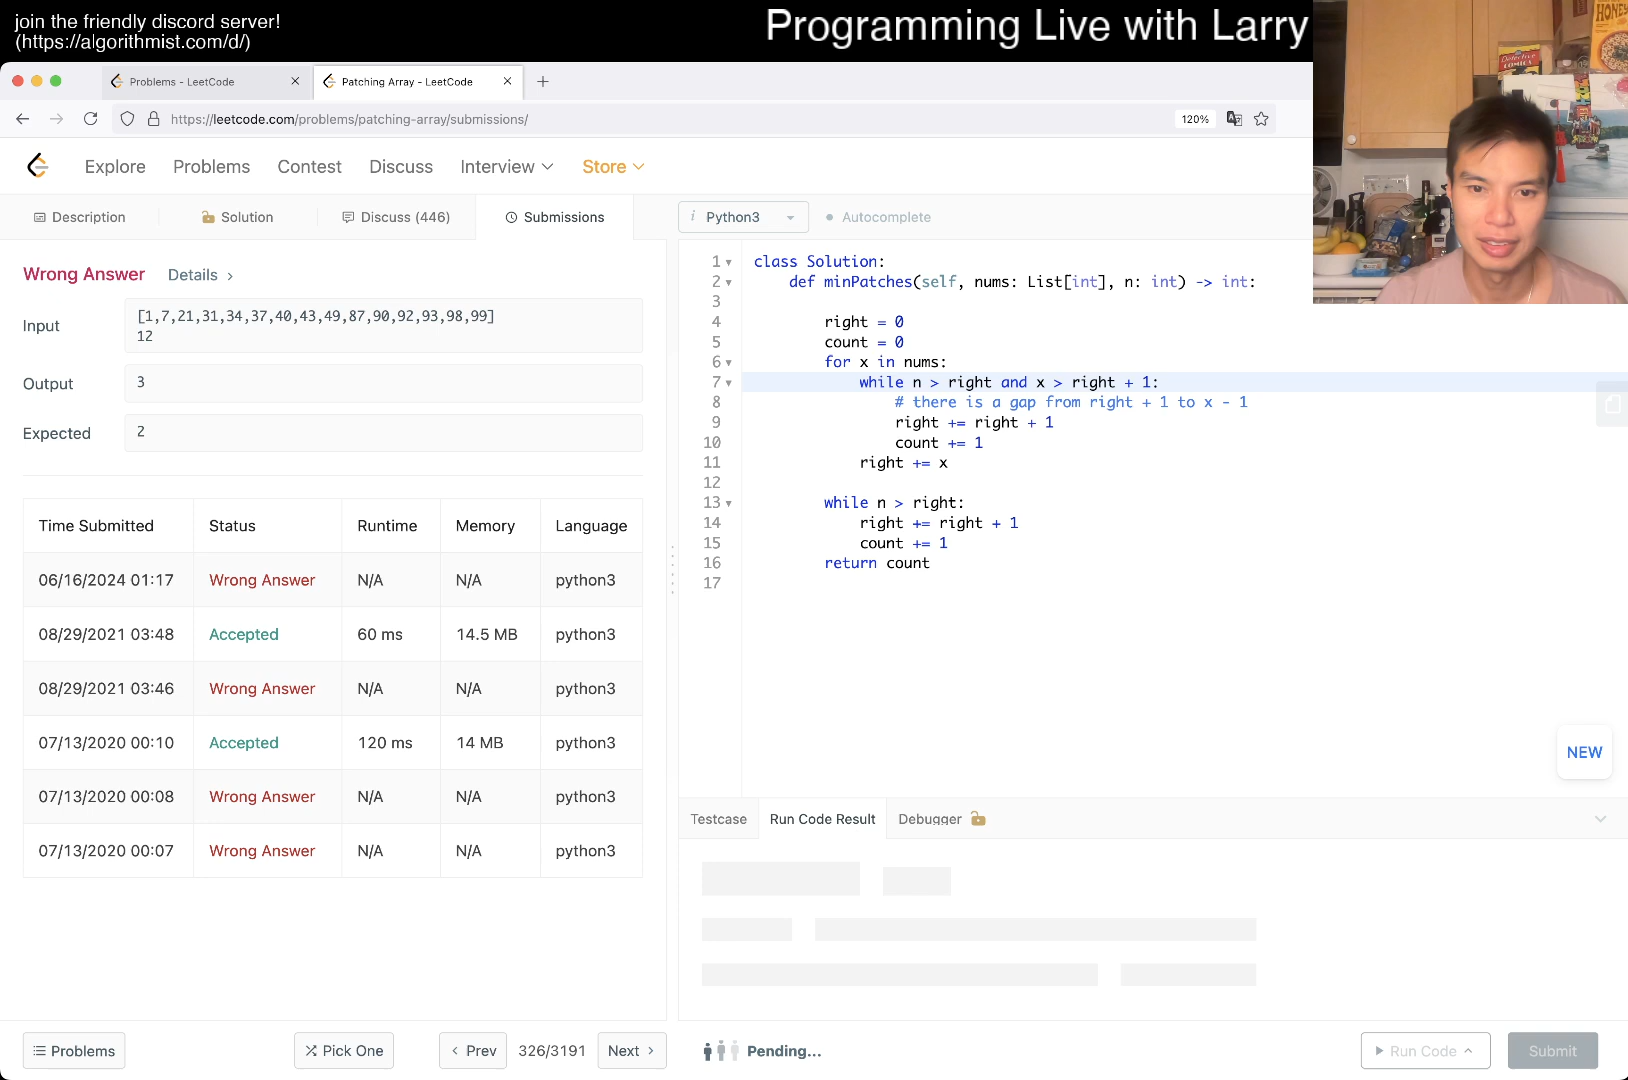 join the friendly discord server!
(https://algorithmist.com/d/)
Programming Live with Larry
Problems - LeetCode
Patching Array - LeetCode
https://leetcode.com/problems/patching-array/submissions/
120%
Explore
Problems
Contest
Discuss
Interview
Store
Description
Solution
Discuss (446)
Submissions
i Python3
Autocomplete
Wrong Answer
Details
Input
[1,7,21,31,34,37,40,43,49,87,90,92,93,98,99]
12
Output
3
Expected
2
Time Submitted Status Runtime Memory Language
06/16/2024 01:17 Wrong Answer N/A N/A python3
08/29/2021 03:48 Accepted 60 ms 14.5 MB python3
08/29/2021 03:46 Wrong Answer N/A N/A python3
07/13/2020 00:10 Accepted 120 ms 14 MB python3
07/13/2020 00:08 Wrong Answer N/A N/A python3
07/13/2020 00:07 Wrong Answer N/A N/A python3
1 class Solution:
2 def minPatches(self, nums: List[int], n: int) -> int:
3
4 right = 0
5 count = 0
6 for x in nums:
7 while n > right and x > right + 1:
8 # there is a gap from right + 1 to x - 1
9 right += right + 1
10 count += 1
11 right += x
12
13 while n > right:
14 right += right + 1
15 count += 1
16 return count
17
NEW
Testcase
Run Code Result
Debugger
Problems
Pick One
Prev
326/3191
Next
Pending...
Run Code
Submit
HONEY
Detective
COMICS